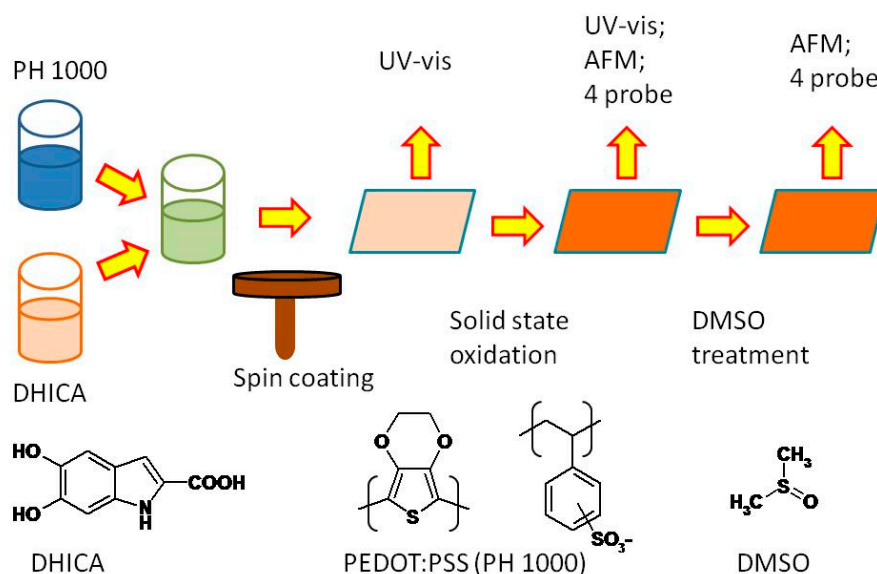 PH 1000
UV-vis
UV-vis;
AFM;
4 probe
AFM;
4 probe
DHICA
Spin coating
Solid state
oxidation
DMSO
treatment
HO
HO
N
H
COOH
O
O
S
SO₃-
CH₃
H₃C
S
O
DHICA
PEDOT:PSS (PH 1000)
DMSO